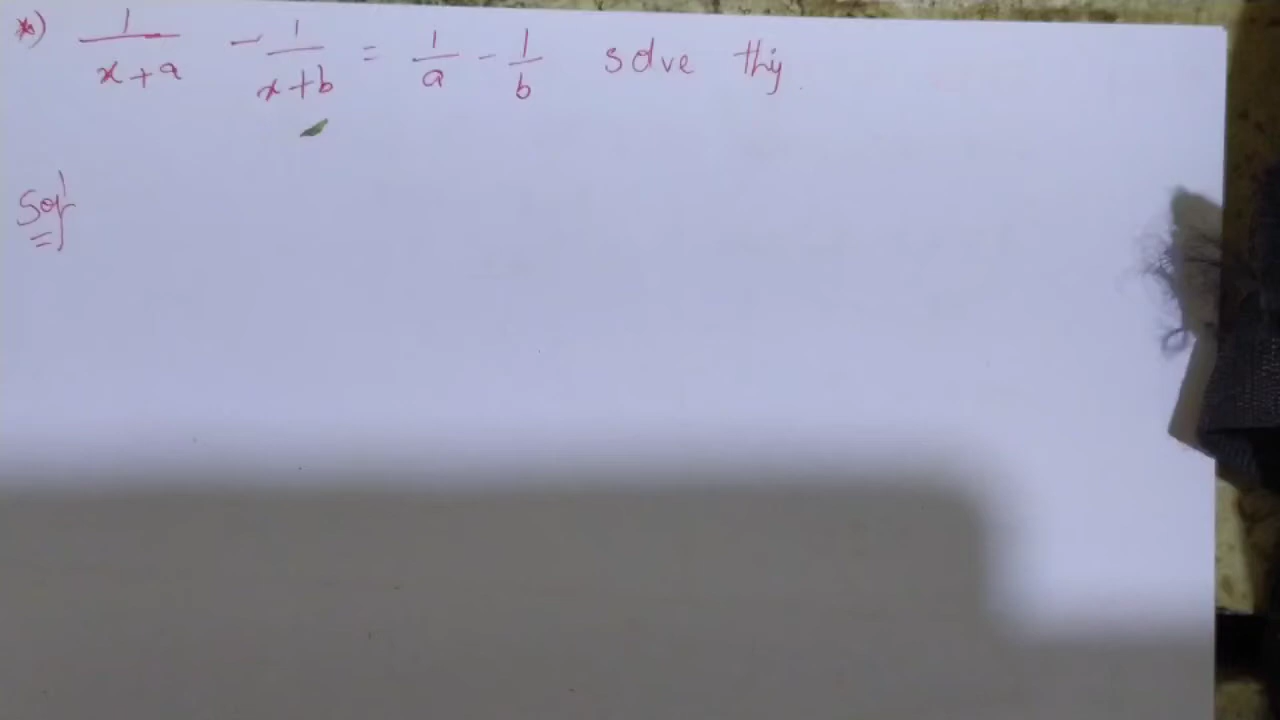 *) 1/(x+a) - 1/(x+b) = 1/a - 1/b solve this
Sol